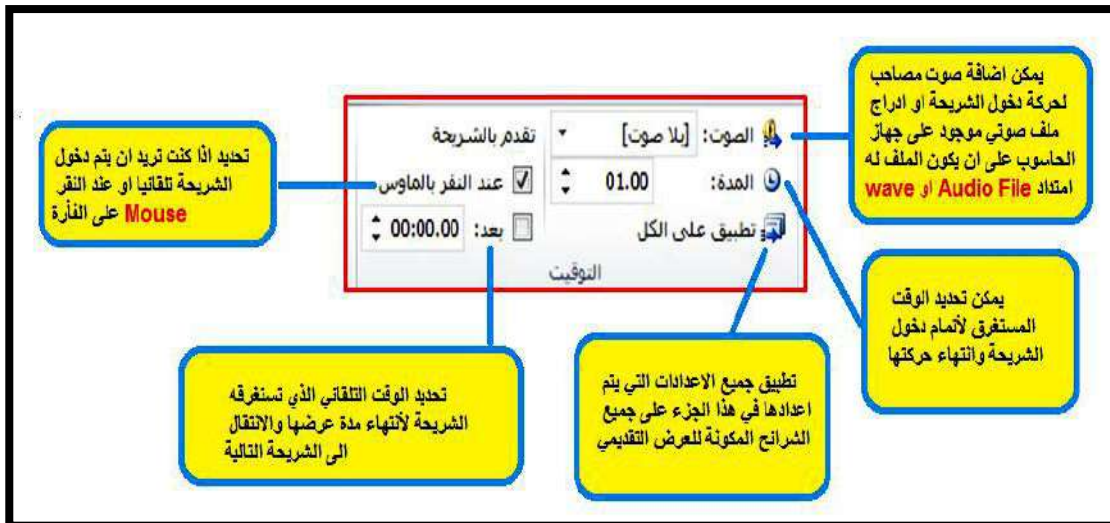 يمكن اضافة صوت مصاحب
لحركة دخول الشريحة او ادراج
ملف صوتي موجود على جهاز
الحاسوب على ان يكون الملف له
امتداد Audio File او wave
الصوت: [بلا صوت]
المدة: 01.00
تطبيق على الكل
تقدم بالشريحة
عند النقر بالماوس
بعد: 00:00.00
التوقيت
تحديد اذا كنت تريد ان يتم دخول
الشريحة تلقائيا او عند النقر
على الفأرة Mouse
يمكن تحديد الوقت
المستغرق لأتمام دخول
الشريحة وانتهاء حركتها
تطبيق جميع الاعدادات التي يتم
اعدادها في هذا الجزء على جميع
الشرائح المكونة للعرض التقديمي
تحديد الوقت التلقائي الذي تستغرقه
الشريحة لأنتهاء مدة عرضها والانتقال
الى الشريحة التالية